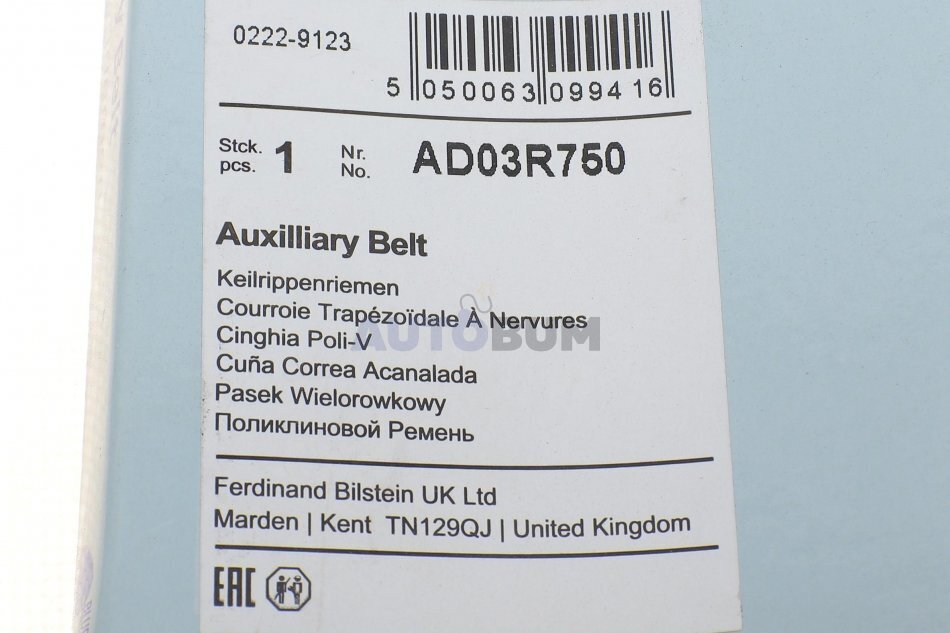 0222-9123
5 050063 099416
Stck. pcs. 1 Nr. No. AD03R750
Auxilliary Belt
Keilrippenriemen
Courroie Trapézoïdale À Nervures
Cinghia Poli-V
AUTOBUM
Cuña Correa Acanalada
Pasek Wielorowkowy
Поликлиновой Ремень
Ferdinand Bilstein UK Ltd
Marden | Kent TN129QJ | United Kingdom
EAC